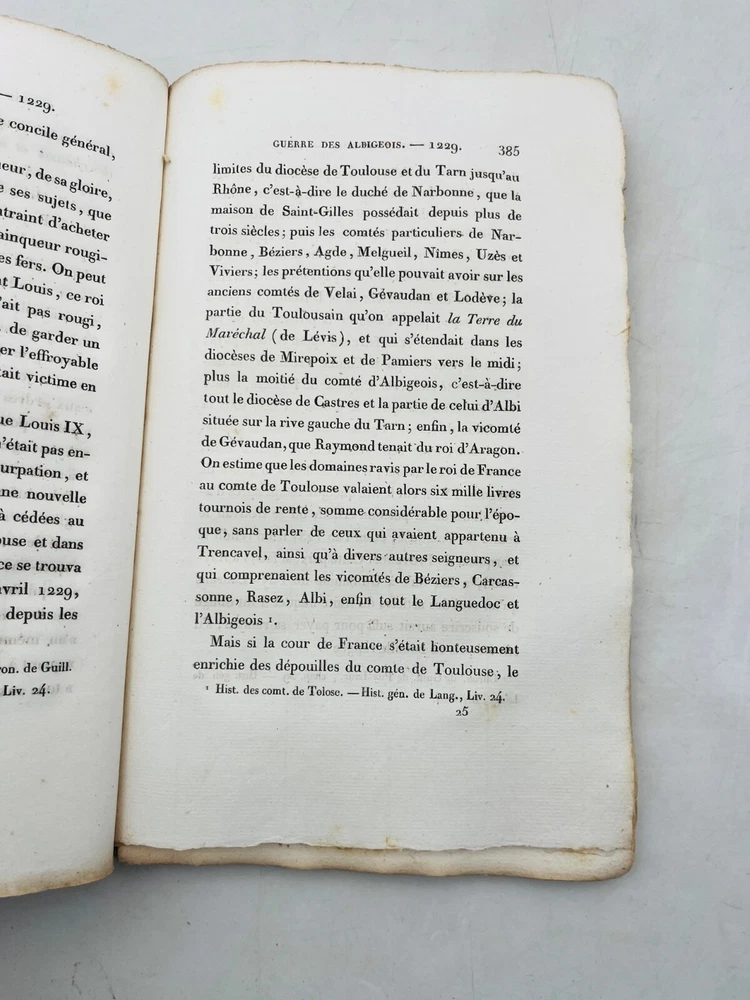 — 1229.
concile général,
eur, de sa gloire,
ses sujets, que
traint d'acheter
ainqueur rougi-
es fers. On peut
t Louis, ce roi
'ait pas rougi,
de garder un
er l'effroyable
tait victime en
ue Louis IX,
'était pas en-
urpation, et
ne nouvelle
à cédées au
ouse et dans
ce se trouva
avril 1229,
depuis les
ron. de Guill.
Liv. 24.
GUERRE DES ALBIGEOIS. — 1229. 385
limites du diocèse de Toulouse et du Tarn jusqu'au
Rhône, c'est-à-dire le duché de Narbonne, que la
maison de Saint-Gilles possédait depuis plus de
trois siècles; puis les comtés particuliers de Nar-
bonne, Béziers, Agde, Melgueil, Nîmes, Uzès et
Viviers; les prétentions qu'elle pouvait avoir sur les
anciens comtés de Velai, Gévaudan et Lodève; la
partie du Toulousain qu'on appelait la Terre du
Maréchal (de Lévis), et qui s'étendait dans les
diocèses de Mirepoix et de Pamiers vers le midi;
plus la moitié du comté d'Albigeois, c'est-à-dire
tout le diocèse de Castres et la partie de celui d'Albi
située sur la rive gauche du Tarn; enfin, la vicomté
de Gévaudan, que Raymond tenait du roi d'Aragon.
On estime que les domaines ravis par le roi de France
au comte de Toulouse valaient alors six mille livres
tournois de rente, somme considérable pour l'épo-
que, sans parler de ceux qui avaient appartenu à
Trencavel, ainsi qu'à divers autres seigneurs, et
qui comprenaient les vicomtés de Béziers, Carcas-
sonne, Rasez, Albi, enfin tout le Languedoc et
l'Albigeois ¹.
Mais si la cour de France s'était honteusement
enrichie des dépouilles du comte de Toulouse, le
¹ Hist. des comt. de Tolose. — Hist. gén. de Lang., Liv. 24.
25